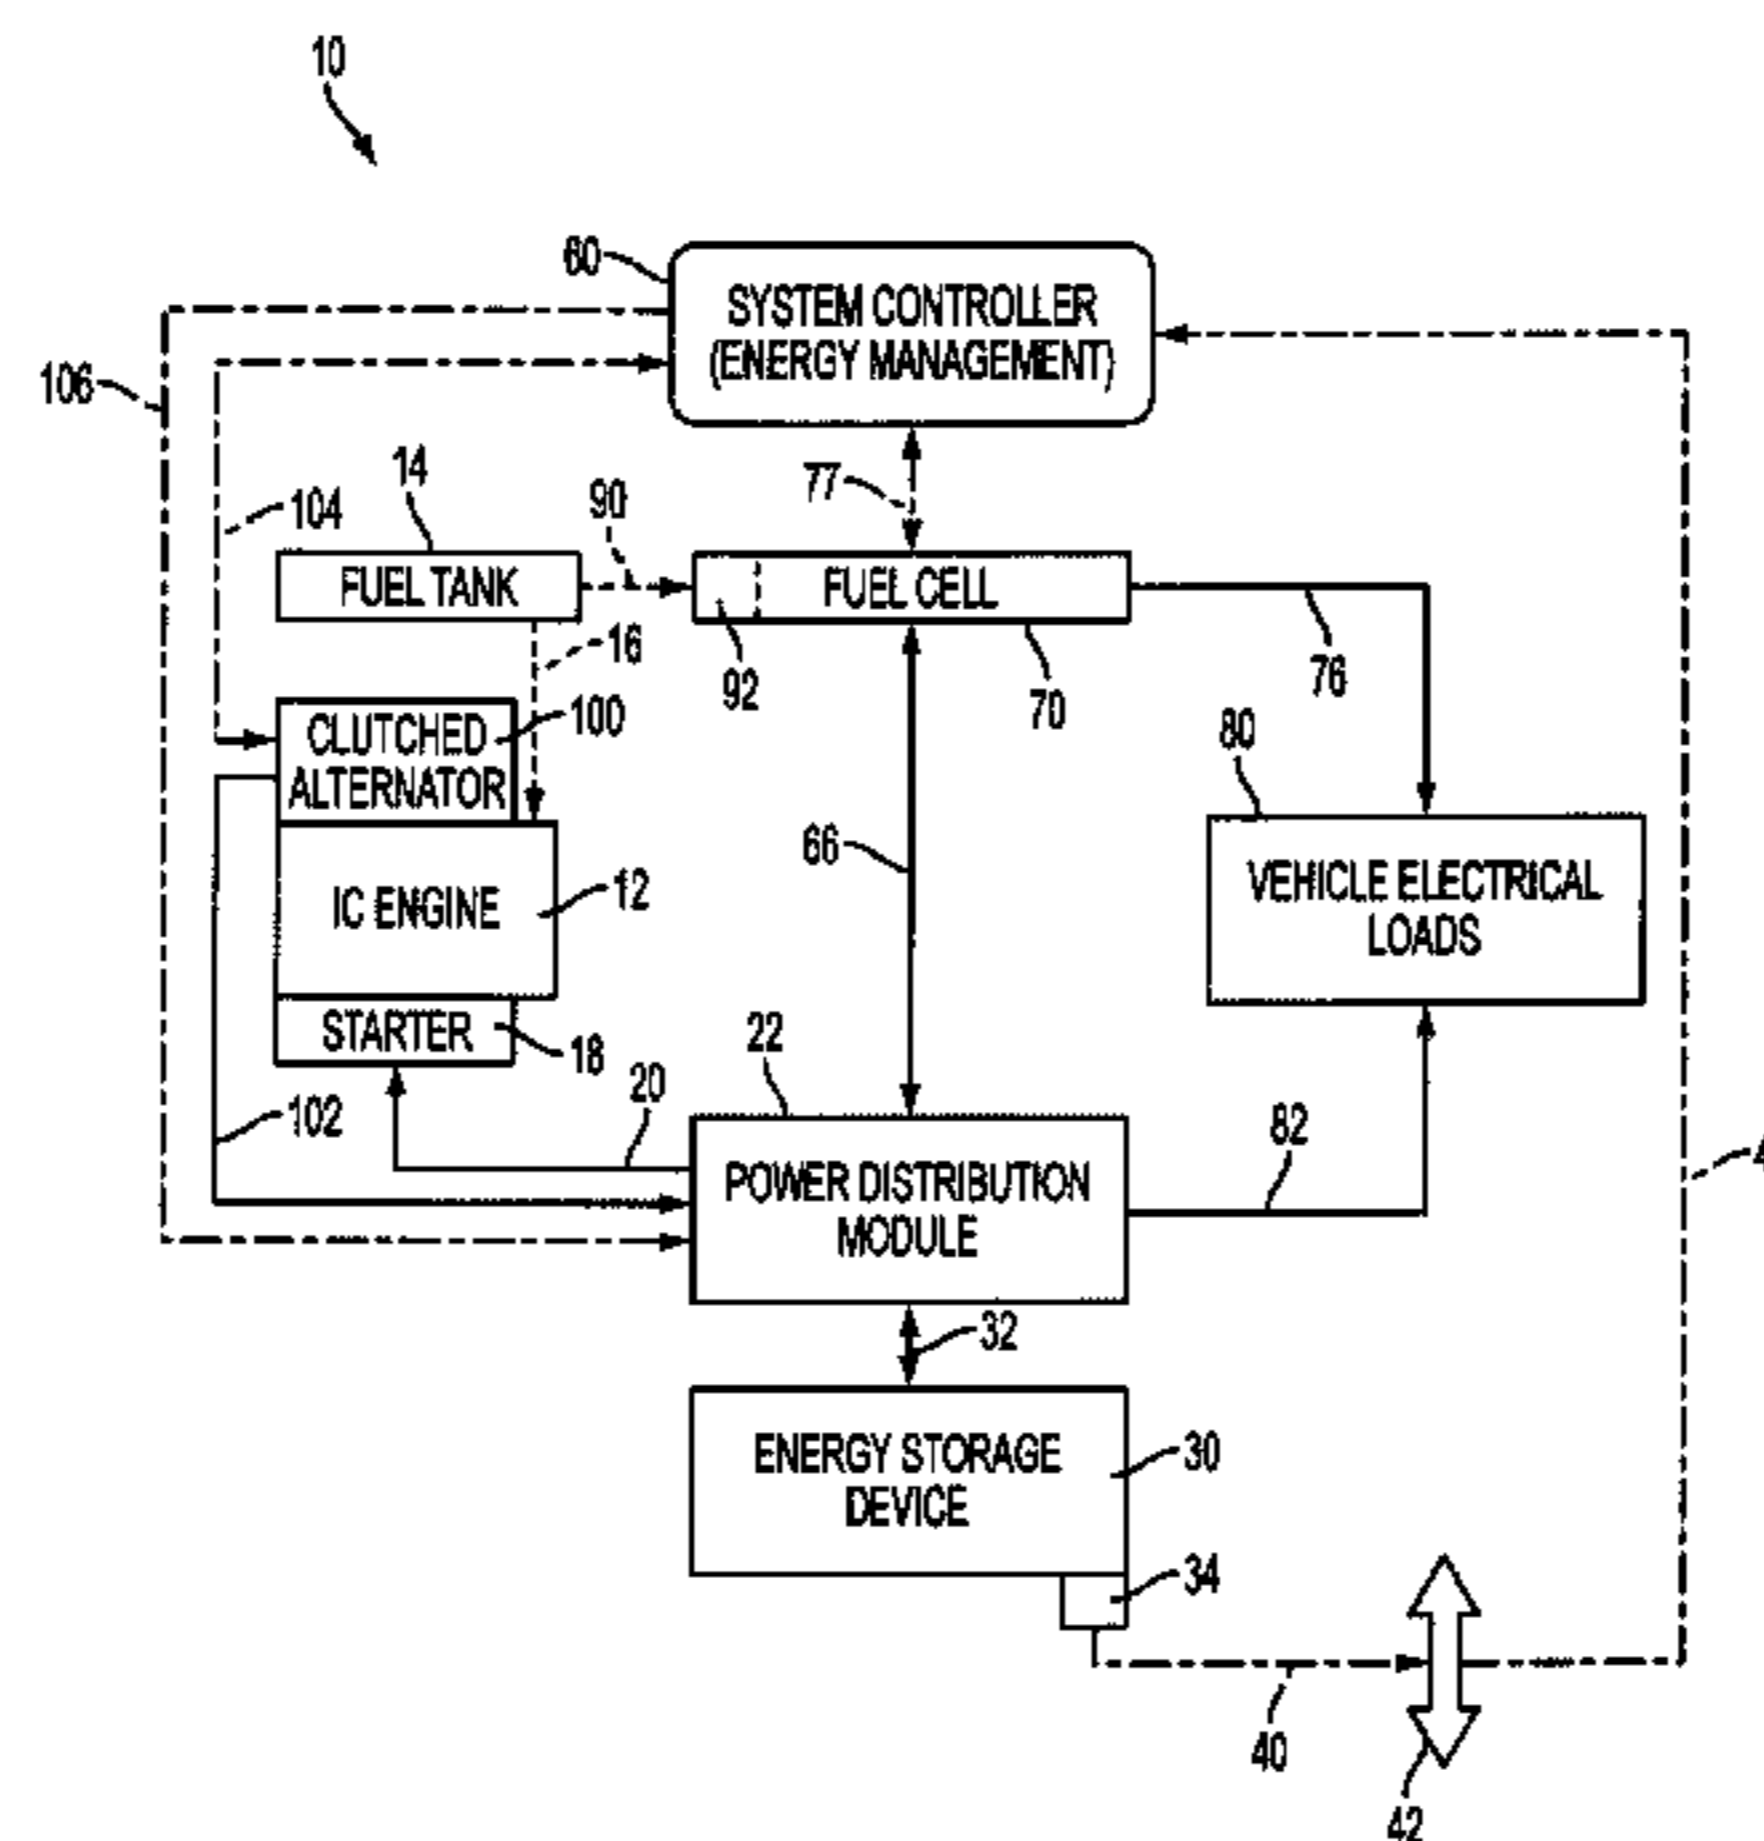 10
60
SYSTEM CONTROLLER
(ENERGY MANAGEMENT)
106
104
14
90
77
FUEL TANK
FUEL CELL
16
92
70
76
CLUTCHED
ALTERNATOR
100
80
66
VEHICLE ELECTRICAL
LOADS
IC ENGINE
12
STARTER
18
22
20
102
82
POWER DISTRIBUTION
MODULE
32
ENERGY STORAGE
DEVICE
30
34
40
42